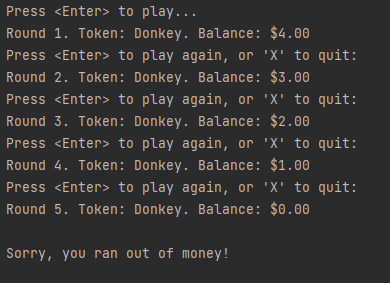 Press <Enter> to play...
Round 1. Token: Donkey. Balance: $4.00
Press <Enter> to play again, or 'X' to quit:
Round 2. Token: Donkey. Balance: $3.00
Press <Enter> to play again, or 'X' to quit:
Round 3. Token: Donkey. Balance: $2.00
Press <Enter> to play again, or 'X' to quit:
Round 4. Token: Donkey. Balance: $1.00
Press <Enter> to play again, or 'X' to quit:
Round 5. Token: Donkey. Balance: $0.00
Sorry, you ran out of money!